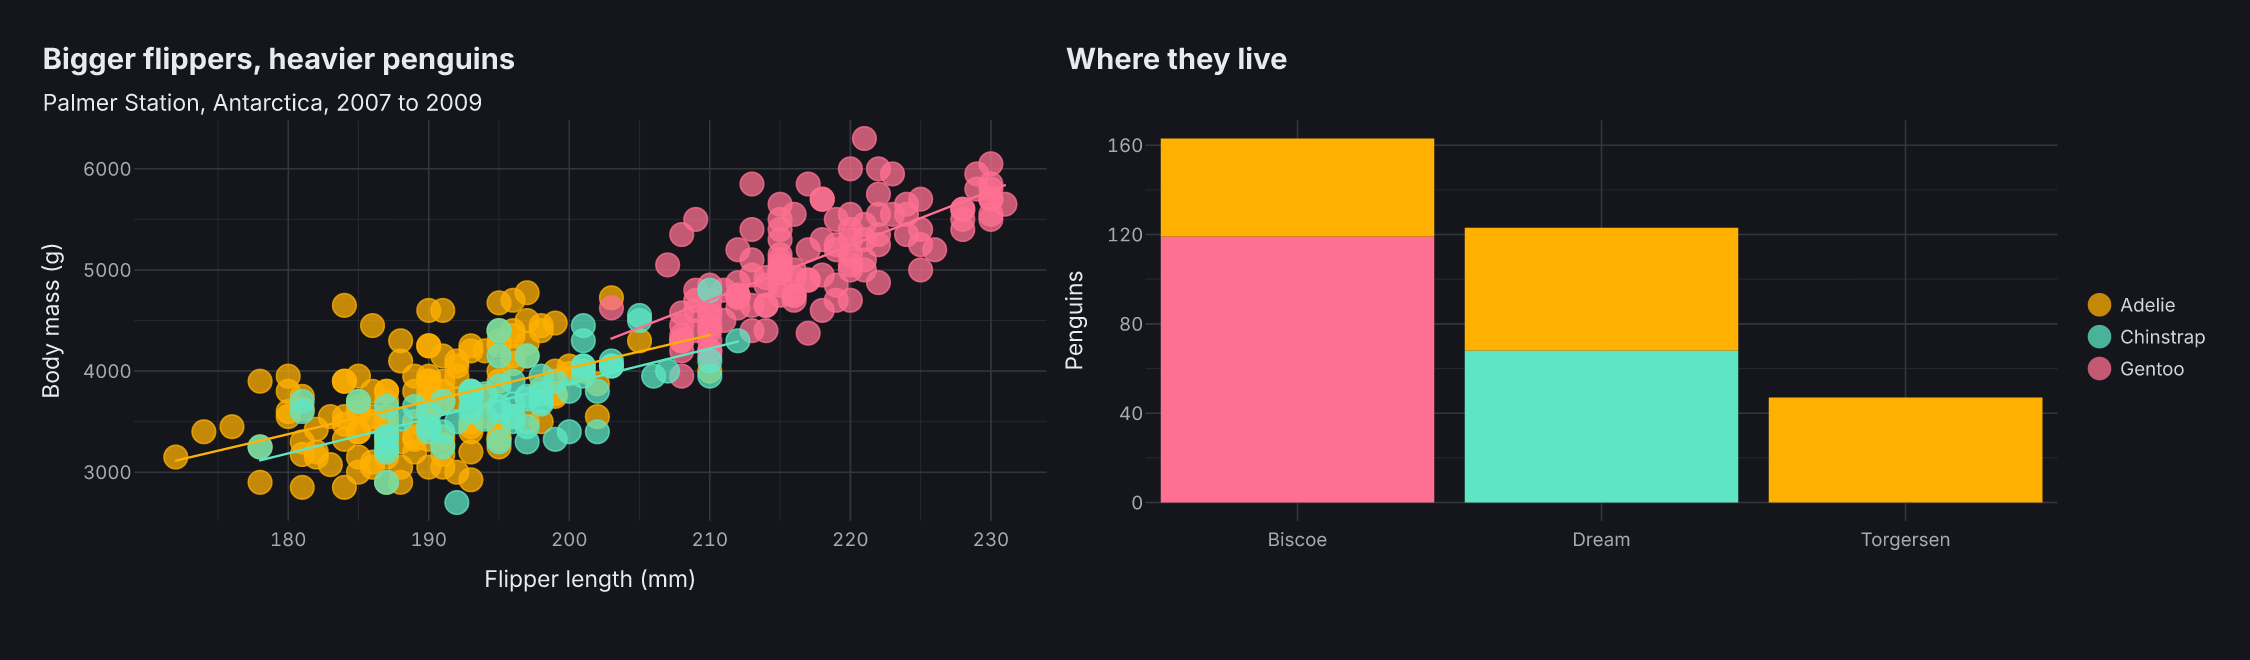 Bigger flippers, heavier penguins
Palmer Station, Antarctica, 2007 to 2009
Body mass (g)
6000
5000
4000
3000
180 190 200 210 220 230
Flipper length (mm)
Where they live
Penguins
160
120
80
40
0
Biscoe Dream Torgersen
Adelie
Chinstrap
Gentoo